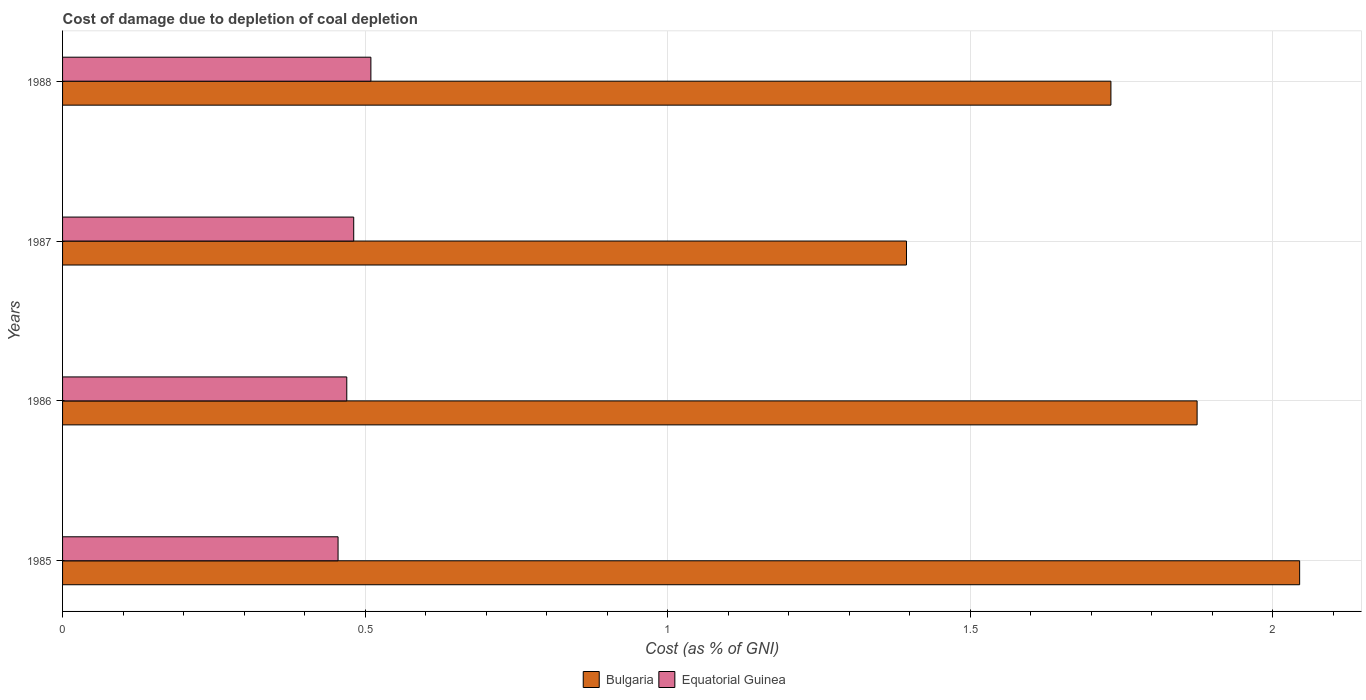 Cost of damage due to depletion of coal depletion
1988
1987
1986
1985
Years
0
0.5
1
1.5
2
Cost (as % of GNI)
Bulgaria
Equatorial Guinea